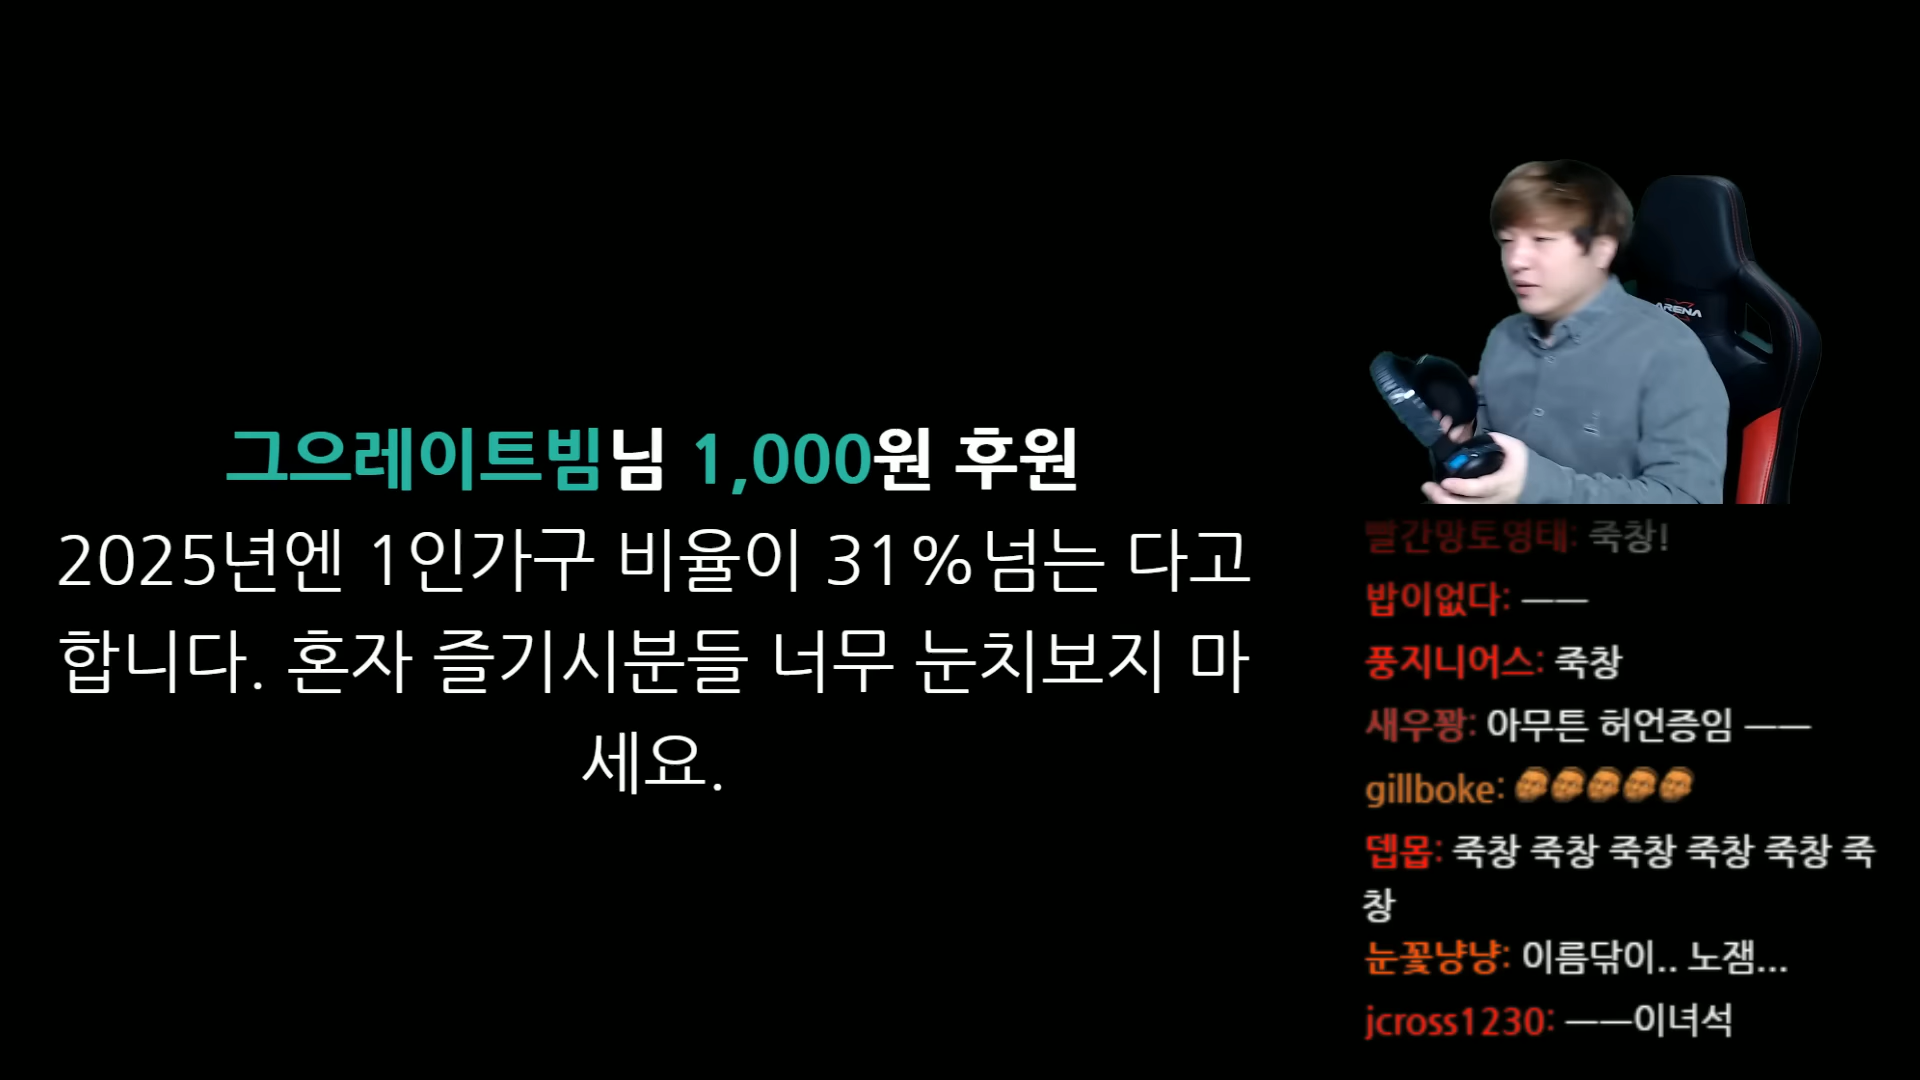 그으레이트빔님 1,000원 후원
2025년엔 1인가구 비율이 31%넘는 다고
합니다. 혼자 즐기시분들 너무 눈치보지 마
세요.
ARENA
빨간망토영태: 죽창!
밥이없다: ㅡㅡ
풍지니어스: 죽창
새우꽝: 아무튼 허언증임 ㅡㅡ
gillboke:
뎁몹: 죽창 죽창 죽창 죽창 죽창 죽
창
눈꽃냥냥: 이름닦이.. 노잼...
jcross1230: ㅡㅡ이녀석